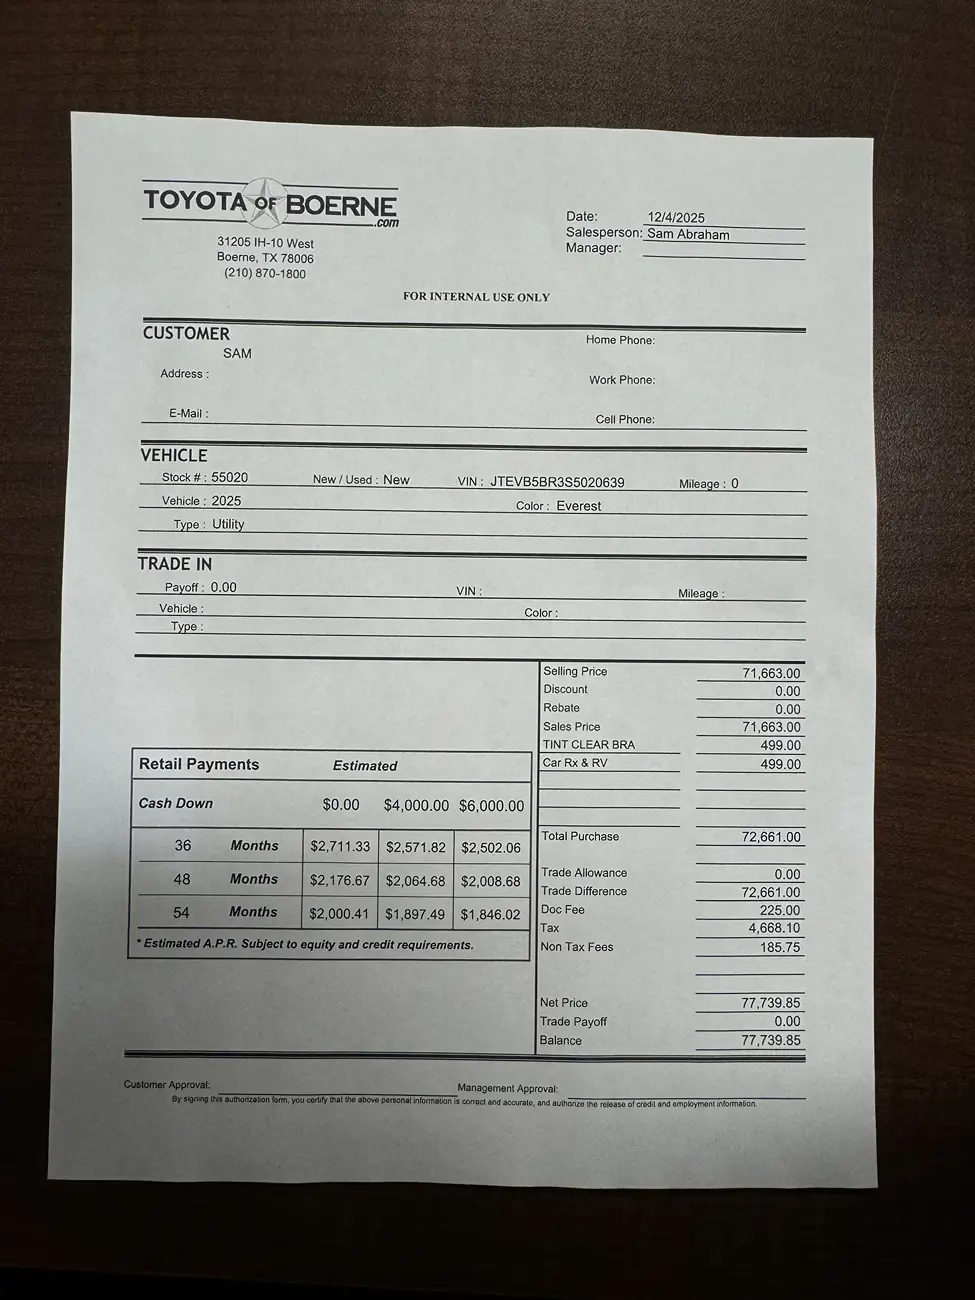 TOYOTA OF BOERNE .com
31205 IH-10 West
Boerne, TX 78006
(210) 870-1800
Date: 12/4/2025
Salesperson: Sam Abraham
Manager:
FOR INTERNAL USE ONLY
CUSTOMER
SAM
Home Phone:
Address :
Work Phone:
E-Mail :
Cell Phone:
VEHICLE
Stock # : 55020 New / Used : New VIN : JTEVB5BR3S5020639 Mileage : 0
Vehicle : 2025 Color : Everest
Type : Utility
TRADE IN
Payoff : 0.00 VIN : Mileage :
Vehicle : Color :
Type :
Selling Price 71,663.00
Discount 0.00
Rebate 0.00
Sales Price 71,663.00
TINT CLEAR BRA 499.00
Car Rx & RV 499.00
Total Purchase 72,661.00
Trade Allowance 0.00
Trade Difference 72,661.00
Doc Fee 225.00
Tax 4,668.10
Non Tax Fees 185.75
Net Price 77,739.85
Trade Payoff 0.00
Balance 77,739.85
Retail Payments Estimated
Cash Down $0.00 $4,000.00 $6,000.00
36 Months $2,711.33 $2,571.82 $2,502.06
48 Months $2,176.67 $2,064.68 $2,008.68
54 Months $2,000.41 $1,897.49 $1,846.02
* Estimated A.P.R. Subject to equity and credit requirements.
Customer Approval: Management Approval:
By signing this authorization form, you certify that the above personal information is correct and accurate, and authorize the release of credit and employment information.